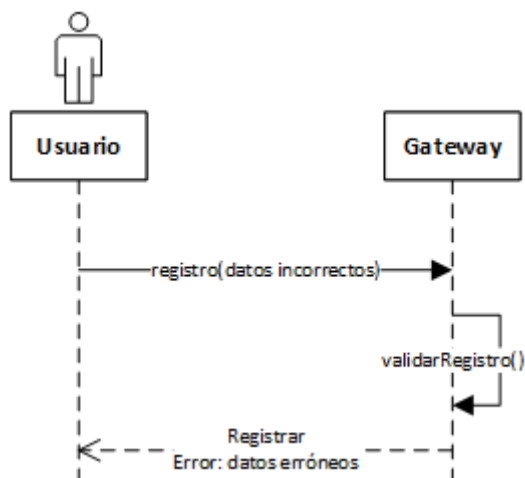 Usuario
Gateway
registro(datos incorrectos)
validarRegistro()
Registrar
Error: datos erróneos